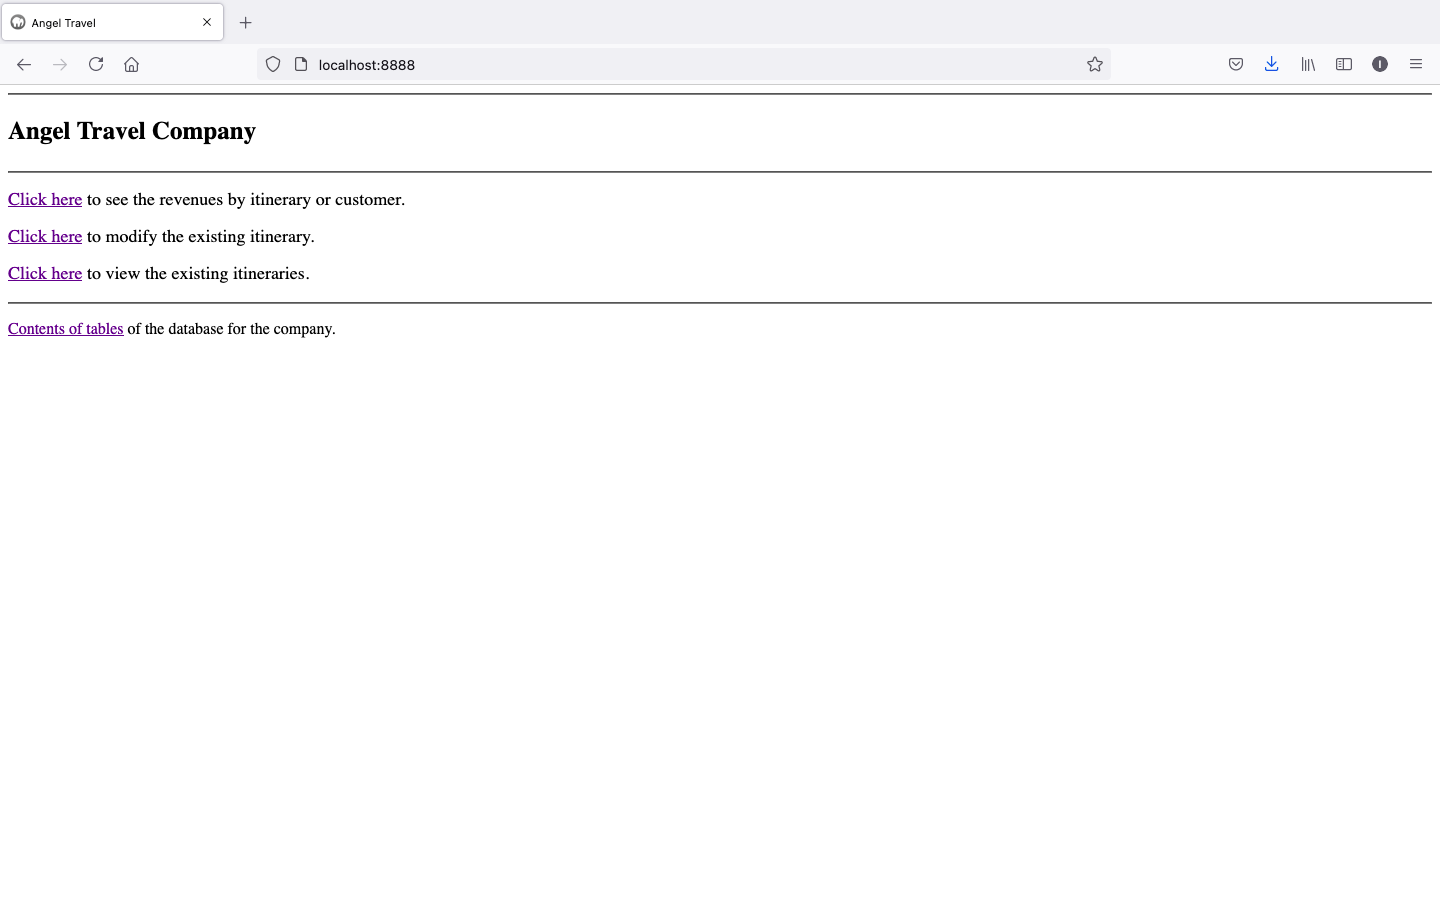 Angel Travel
localhost:8888
Angel Travel Company
Click here to see the revenues by itinerary or customer.
Click here to modify the existing itinerary.
Click here to view the existing itineraries.
Contents of tables of the database for the company.